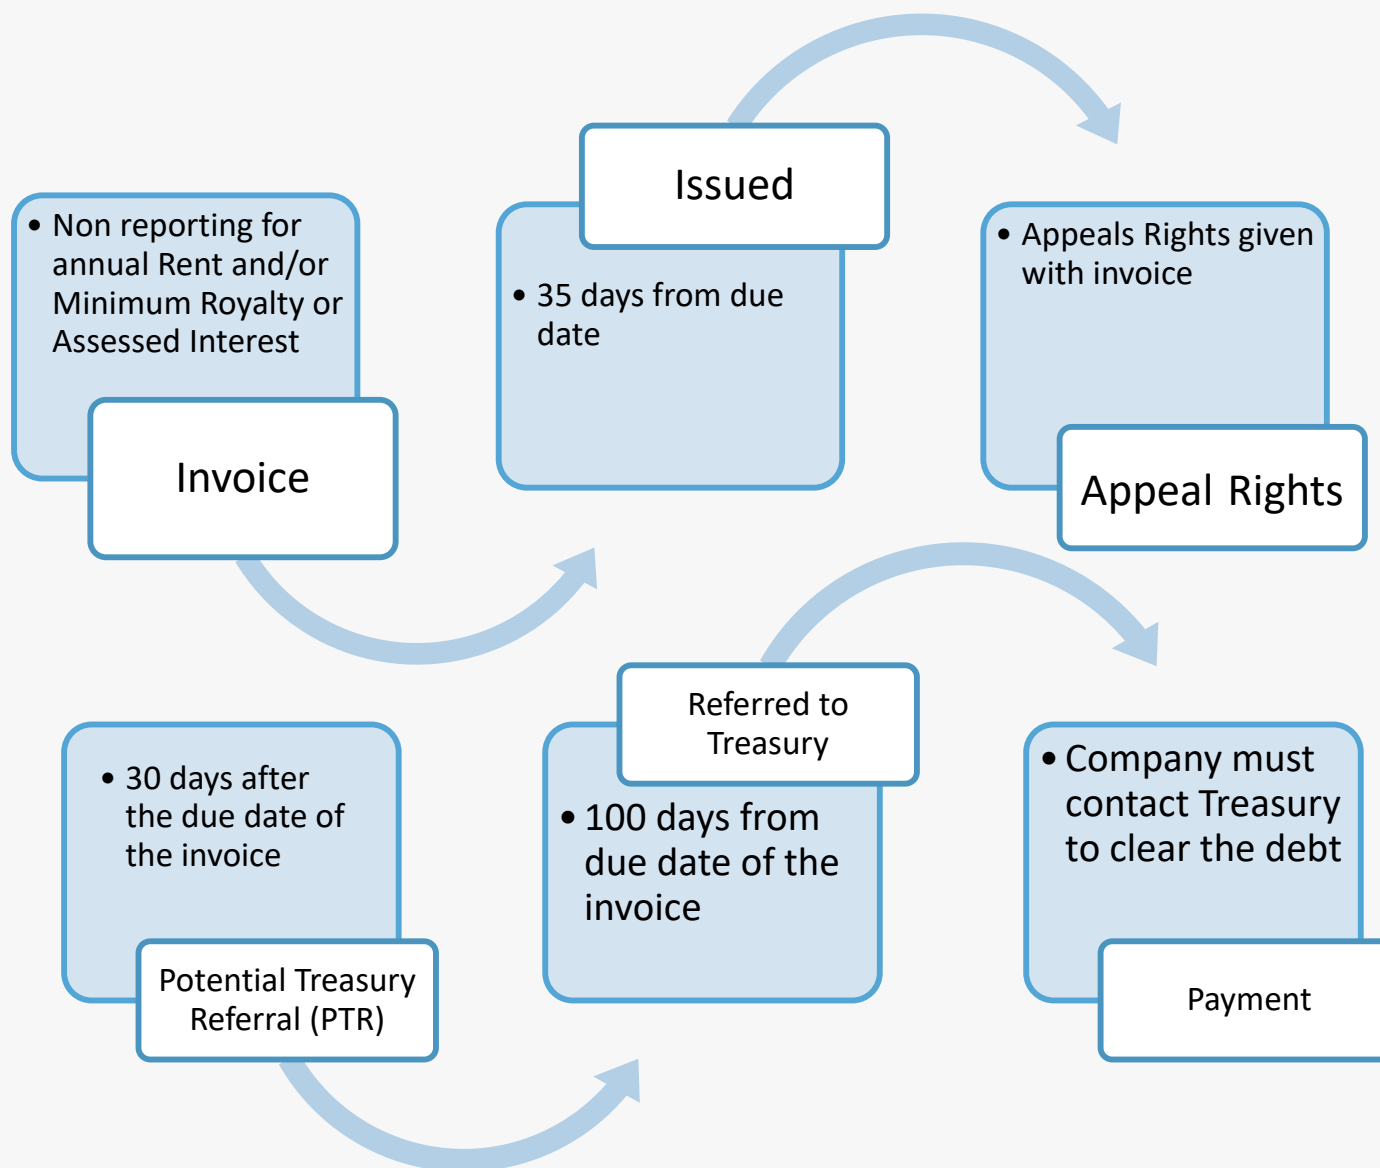 • Non reporting for
annual Rent and/or
Minimum Royalty or
Assessed Interest
Invoice
Issued
• 35 days from due
date
• Appeals Rights given
with invoice
Appeal Rights
• 30 days after
the due date of
the invoice
Potential Treasury
Referral (PTR)
Referred to
Treasury
• 100 days from
due date of the
invoice
• Company must
contact Treasury
to clear the debt
Payment